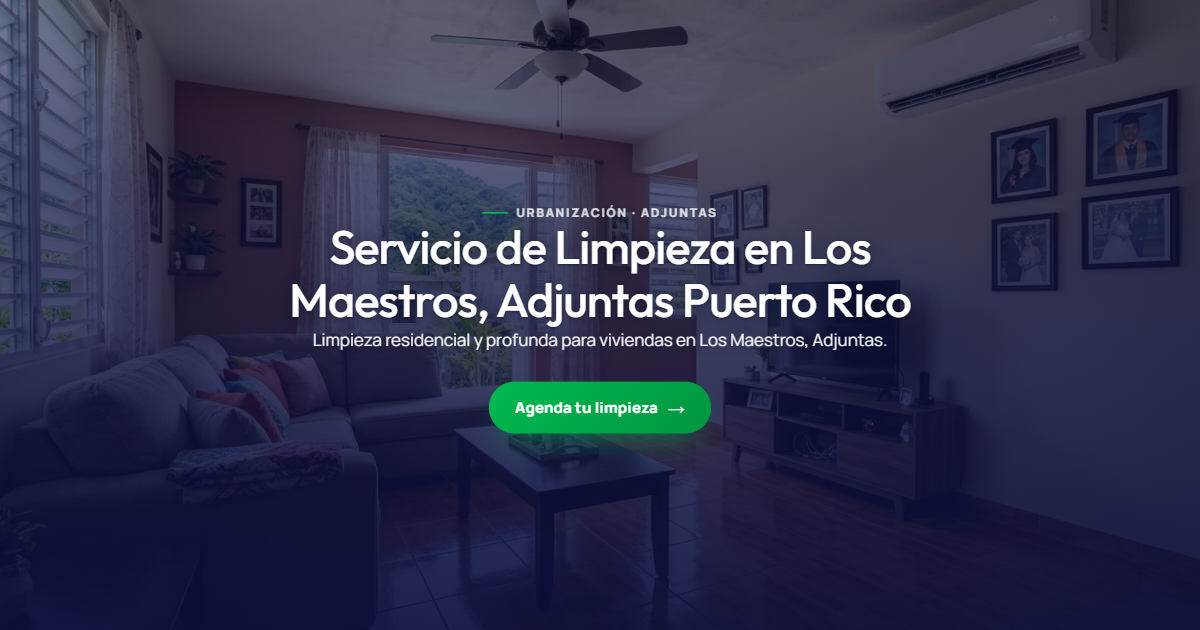 URBANIZACIÓN · ADJUNTAS
Servicio de Limpieza en Los
Maestros, Adjuntas Puerto Rico
Limpieza residencial y profunda para viviendas en Los Maestros, Adjuntas.
Agenda tu limpieza →